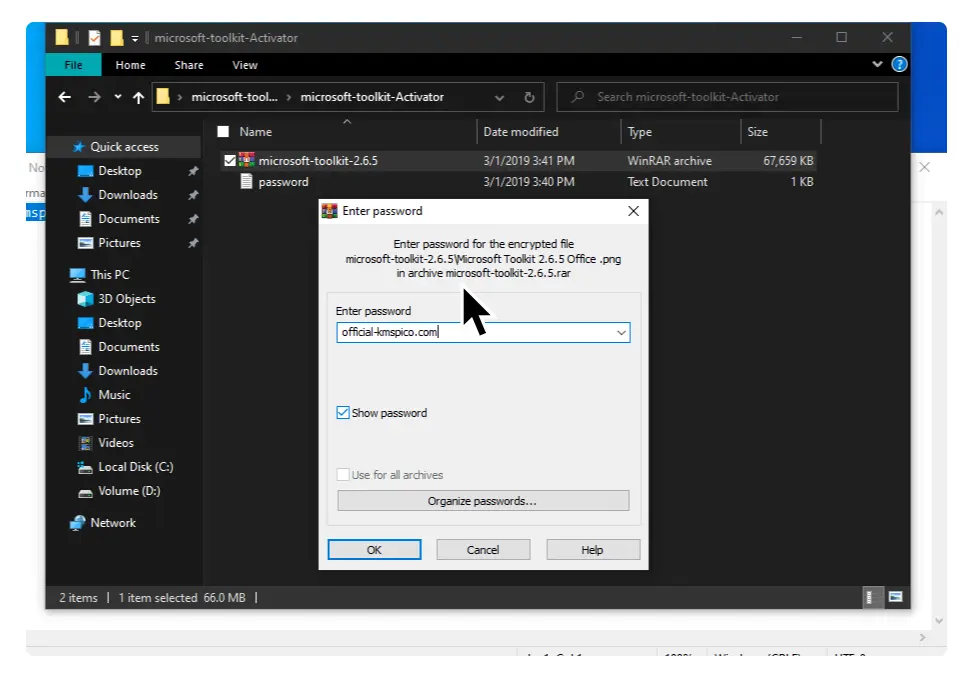 microsoft-toolkit-Activator
File Home Share View
microsoft-tool... › microsoft-toolkit-Activator
Search microsoft-toolkit-Activator
Name Date modified Type Size
Quick access
microsoft-toolkit-2.6.5 3/1/2019 3:41 PM WinRAR archive 67,659 KB
Desktop
password 3/1/2019 3:40 PM Text Document 1 KB
Downloads
Documents
Pictures
This PC
3D Objects
Desktop
Documents
Downloads
Music
Pictures
Videos
Local Disk (C:)
Volume (D:)
Network
Enter password
Enter password for the encrypted file
microsoft-toolkit-2.6.5\Microsoft Toolkit 2.6.5 Office .png
in archive microsoft-toolkit-2.6.5.rar
Enter password
official-kmspico.com
Show password
Use for all archives
Organize passwords...
OK Cancel Help
2 items 1 item selected 66.0 MB